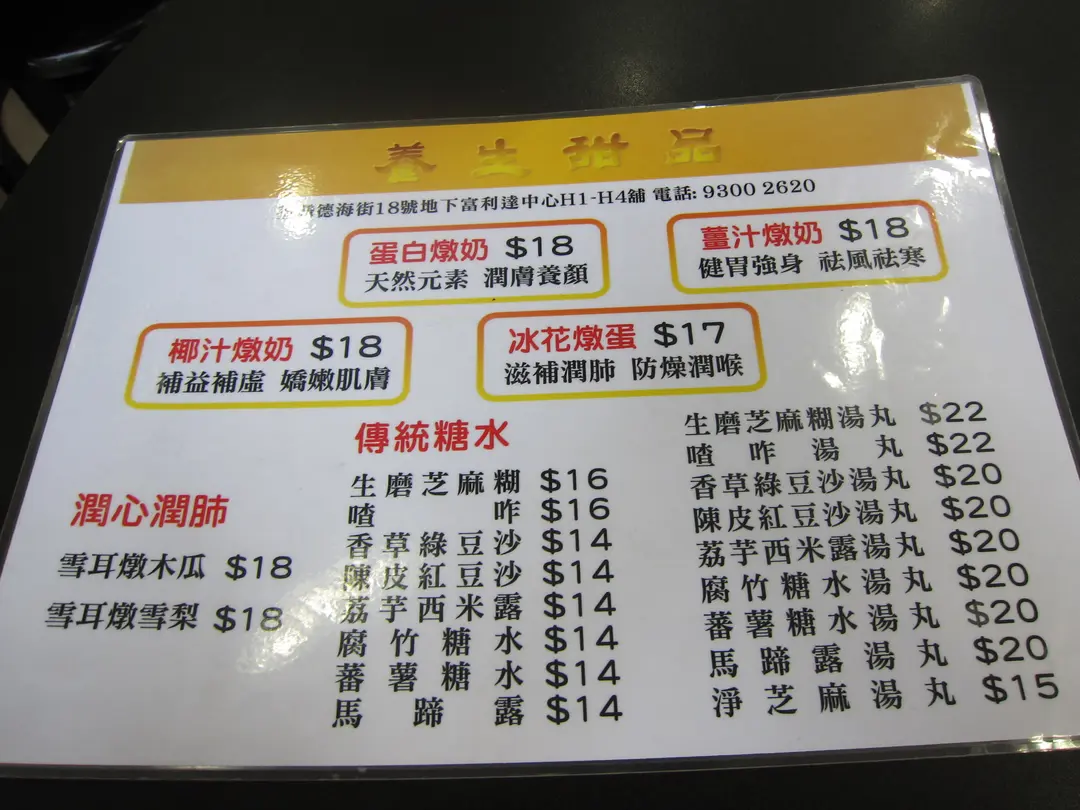 養生甜品
德海街18號地下富利達中心H1-H4舖 電話: 9300 2620
蛋白燉奶 $18
天然元素 潤膚養顏
薑汁燉奶 $18
健胃強身 祛風祛寒
椰汁燉奶 $18
補益補虛 嬌嫩肌膚
冰花燉蛋 $17
滋補潤肺 防燥潤喉
潤心潤肺
雪耳燉木瓜 $18
雪耳燉雪梨 $18
傳統糖水
生磨芝麻糊 $16
喳咋 $16
香草綠豆沙 $14
陳皮紅豆沙 $14
荔芋西米露 $14
腐竹糖水 $14
蕃薯糖水 $14
馬蹄露 $14
生磨芝麻糊湯丸 $22
喳咋湯丸 $22
香草綠豆沙湯丸 $20
陳皮紅豆沙湯丸 $20
荔芋西米露湯丸 $20
腐竹糖水湯丸 $20
蕃薯糖水湯丸 $20
馬蹄露湯丸 $20
淨芝麻湯丸 $15